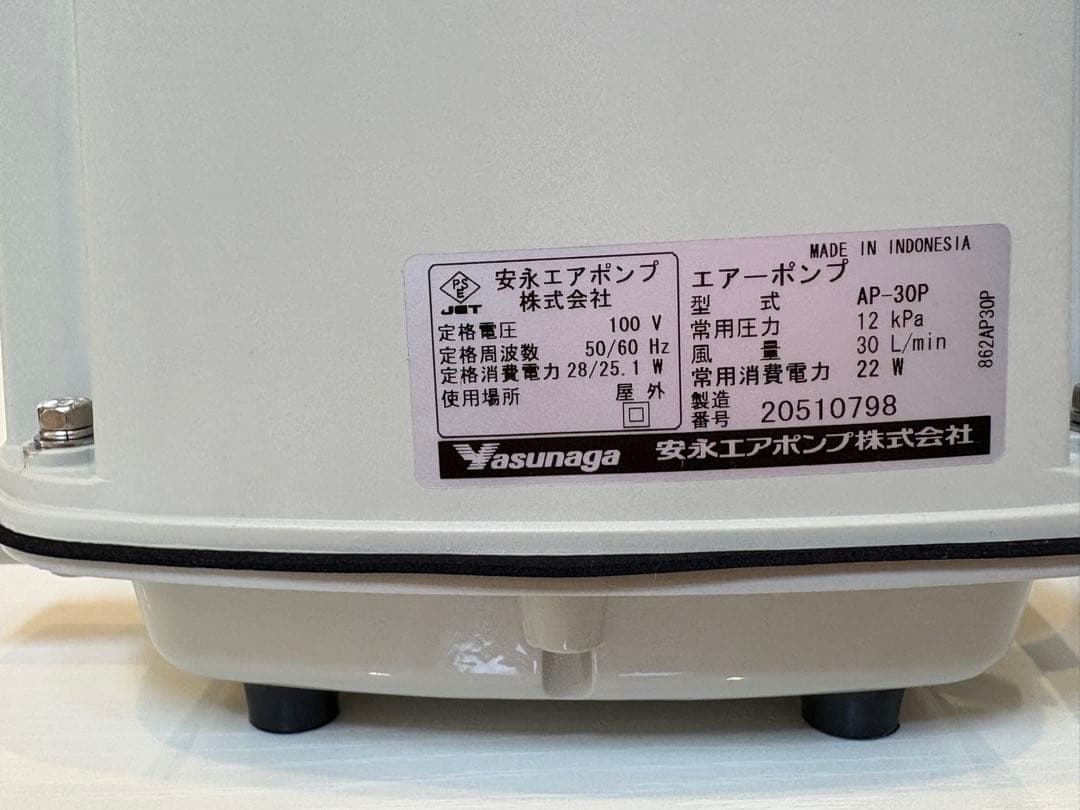 MADE IN INDONESIA
PSE
JET
安永エアポンプ
株式会社
定格電圧 100 V
定格周波数 50/60 Hz
定格消費電力 28/25.1 W
使用場所 屋外
エアーポンプ
型式 AP-30P
常用圧力 12 kPa
風量 30 L/min
常用消費電力 22 W
製造
番号 20510798
862AP30P
Yasunaga 安永エアポンプ株式会社